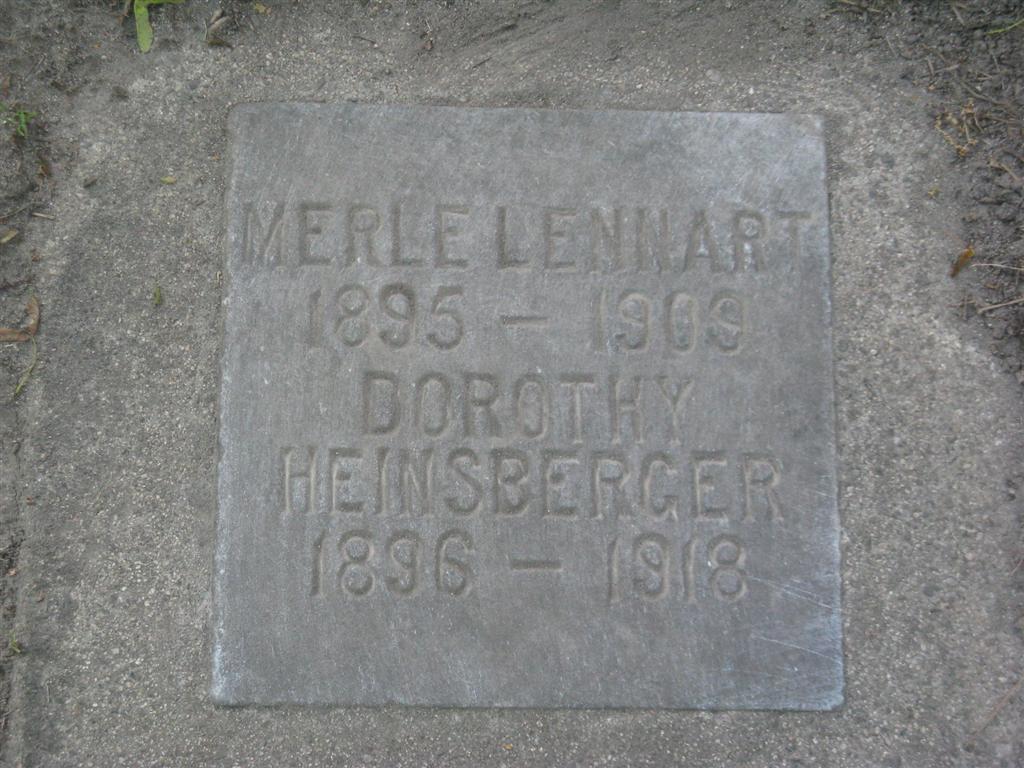 MERLE LENNART
1895 – 1909
DOROTHY
HEINSBERGER
1896 – 1918